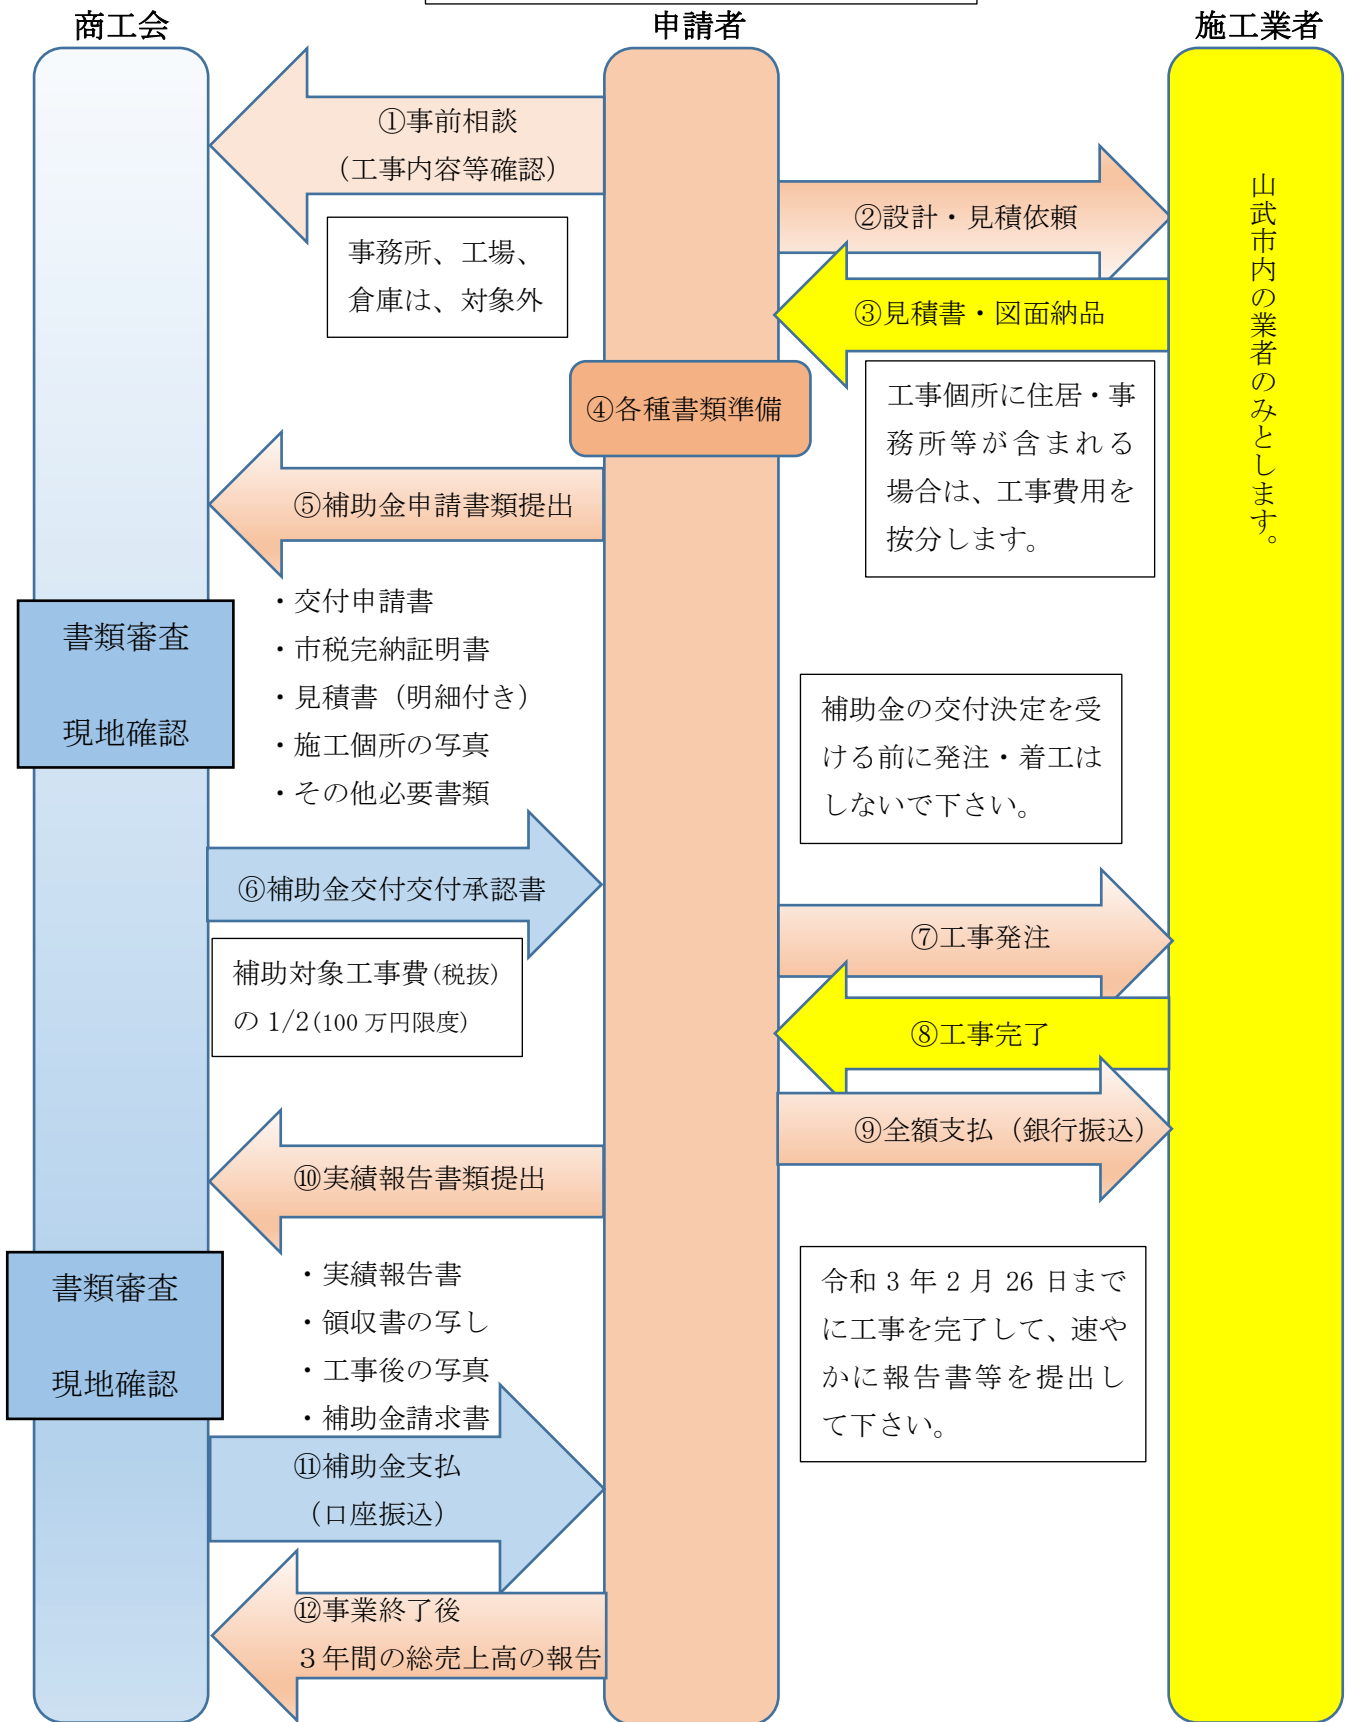 商工会
申請者
施工業者
①事前相談
（工事内容等確認）
事務所、工場、
倉庫は、対象外
②設計・見積依頼
③見積書・図面納品
山武市内の業者のみとします。
工事個所に住居・事
務所等が含まれる
場合は、工事費用を
按分します。
④各種書類準備
⑤補助金申請書類提出
・交付申請書
・市税完納証明書
・見積書（明細付き）
・施工個所の写真
・その他必要書類
書類審査
現地確認
補助金の交付決定を受
ける前に発注・着工は
しないで下さい。
⑥補助金交付交付承認書
補助対象工事費(税抜)
の 1/2(100 万円限度)
⑦工事発注
⑧工事完了
⑨全額支払（銀行振込）
⑩実績報告書類提出
・実績報告書
・領収書の写し
・工事後の写真
・補助金請求書
書類審査
現地確認
令和 3 年 2 月 26 日まで
に工事を完了して、速や
かに報告書等を提出し
て下さい。
⑪補助金支払
（口座振込）
⑫事業終了後
３年間の総売上高の報告